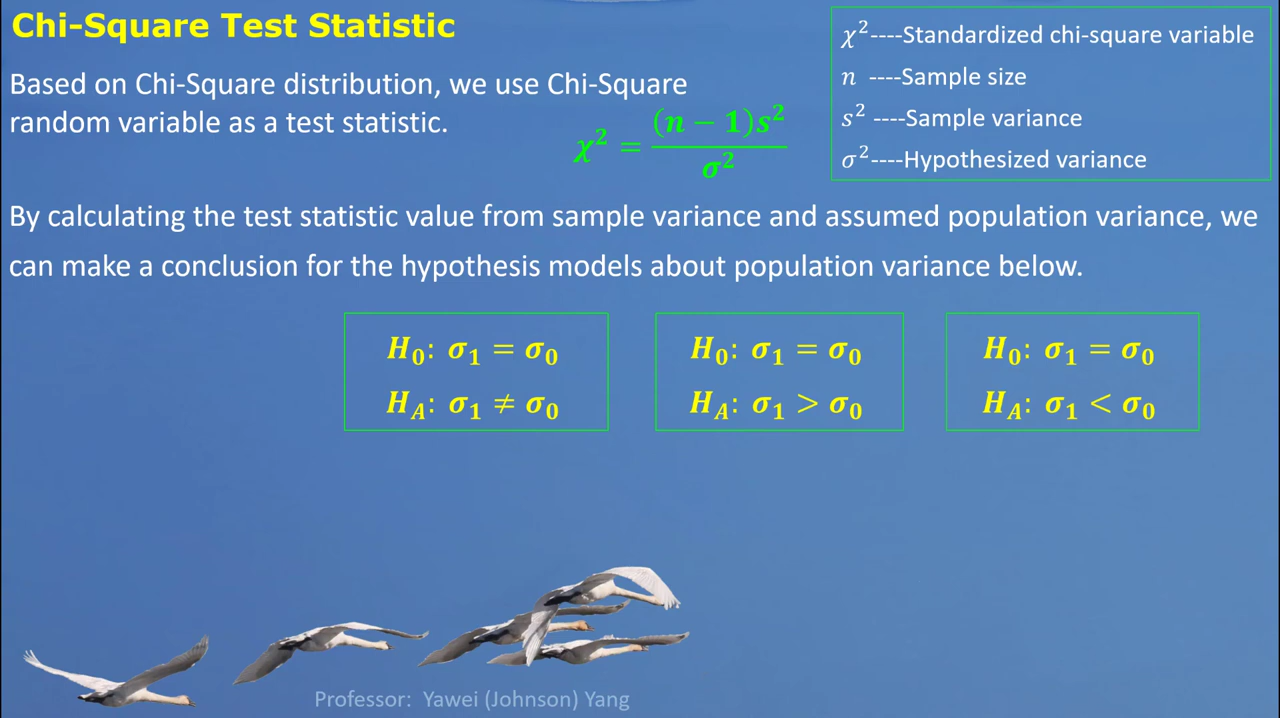 Chi-Square Test Statistic
Based on Chi-Square distribution, we use Chi-Square
random variable as a test statistic.
χ² = (n − 1)s² / σ²
χ²----Standardized chi-square variable
n ----Sample size
s² ----Sample variance
σ²----Hypothesized variance
By calculating the test statistic value from sample variance and assumed population variance, we
can make a conclusion for the hypothesis models about population variance below.
H₀: σ₁ = σ₀
H_A: σ₁ ≠ σ₀
H₀: σ₁ = σ₀
H_A: σ₁ > σ₀
H₀: σ₁ = σ₀
H_A: σ₁ < σ₀
Professor: Yawei (Johnson) Yang